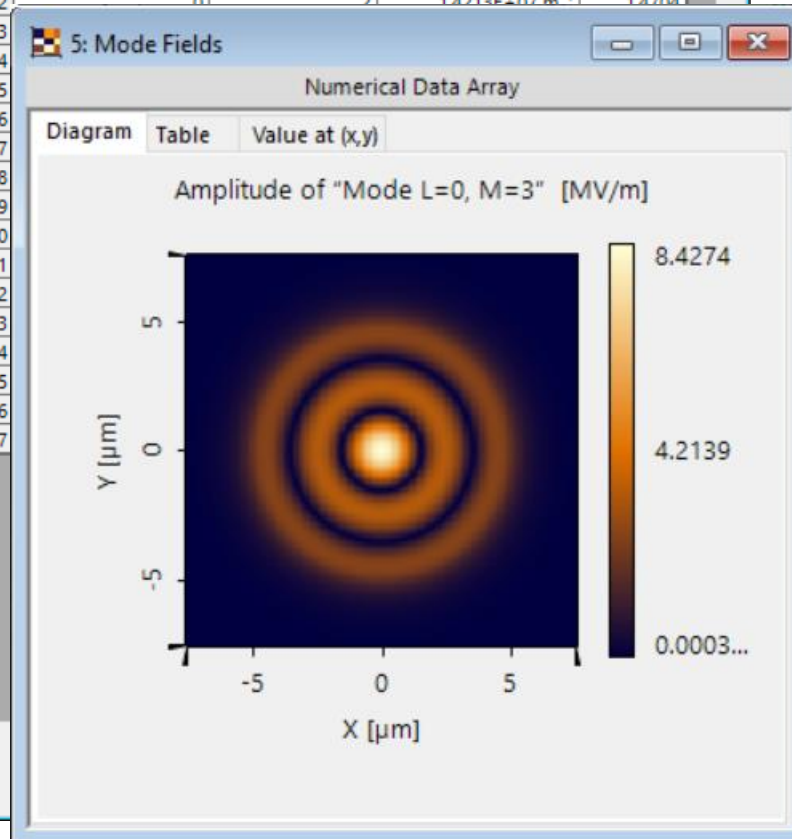 5: Mode Fields
Numerical Data Array
Diagram Table Value at (x,y)
Amplitude of "Mode L=0, M=3" [MV/m]
8.4274
4.2139
0.0003...
5
0
-5
Y [µm]
-5 0 5
X [µm]